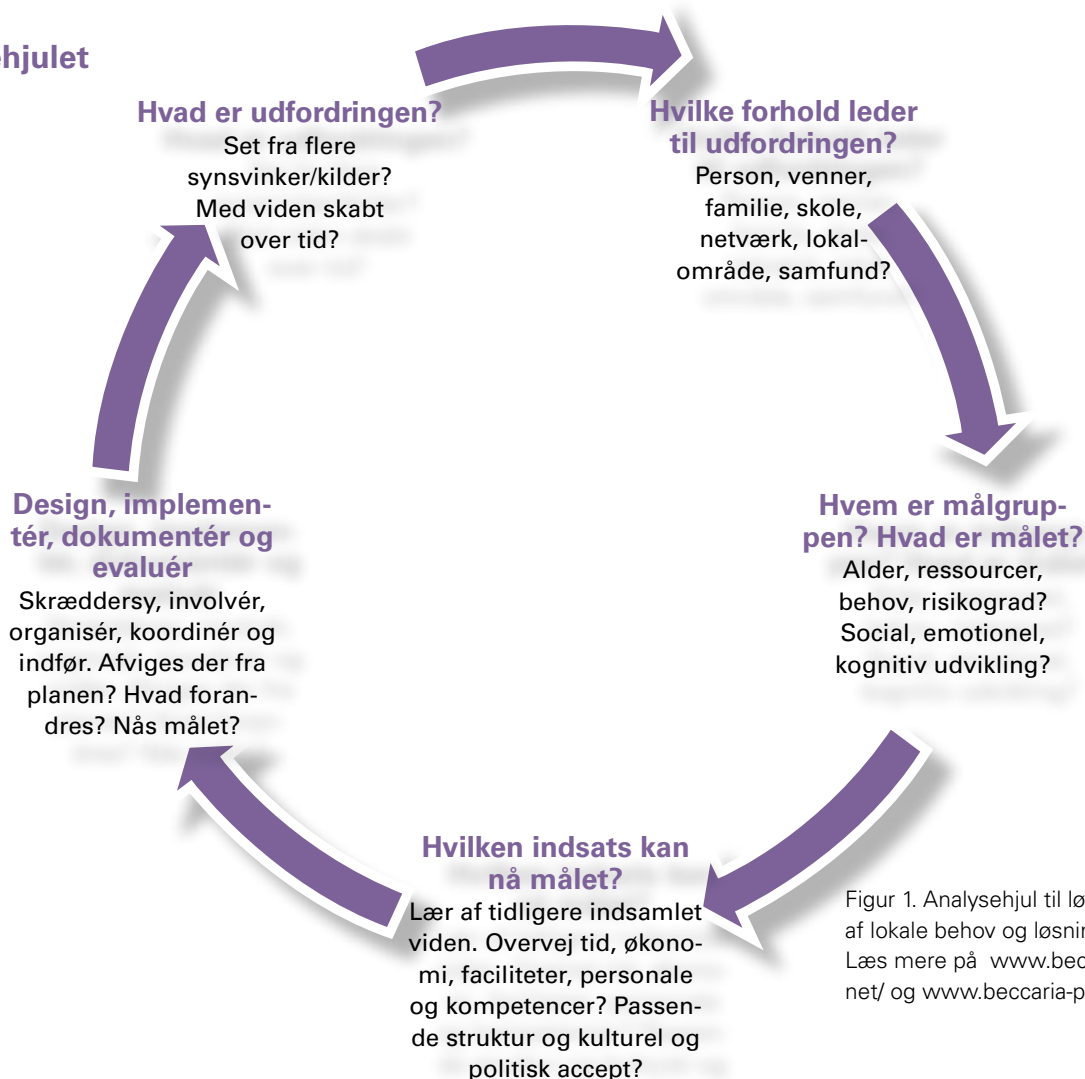 hjulet
Hvad er udfordringen?
Set fra flere
synsvinker/kilder?
Med viden skabt
over tid?
Hvilke forhold leder
til udfordringen?
Person, venner,
familie, skole,
netværk, lokal-
område, samfund?
Hvem er målgrup-
pen? Hvad er målet?
Alder, ressourcer,
behov, risikograd?
Social, emotionel,
kognitiv udvikling?
Hvilken indsats kan
nå målet?
Lær af tidligere indsamlet
viden. Overvej tid, økono-
mi, faciliteter, personale
og kompetencer? Passen-
de struktur og kulturel og
politisk accept?
Design, implemen-
tér, dokumentér og
evaluér
Skræddersy, involvér,
organisér, koordinér og
indfør. Afviges der fra
planen? Hvad foran-
dres? Nås målet?
Figur 1. Analysehjul til
af lokale behov og
Læs mere på www.bec
net/ og www.beccaria-p